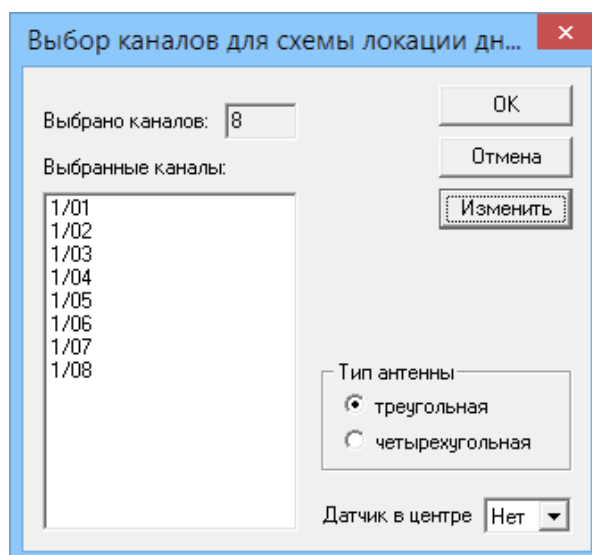 Выбор каналов для схемы локации дн...
Выбрано каналов: 8
OK
Отмена
Изменить
Выбранные каналы:
1/01
1/02
1/03
1/04
1/05
1/06
1/07
1/08
Тип антенны
треугольная
четырехугольная
Датчик в центре Нет